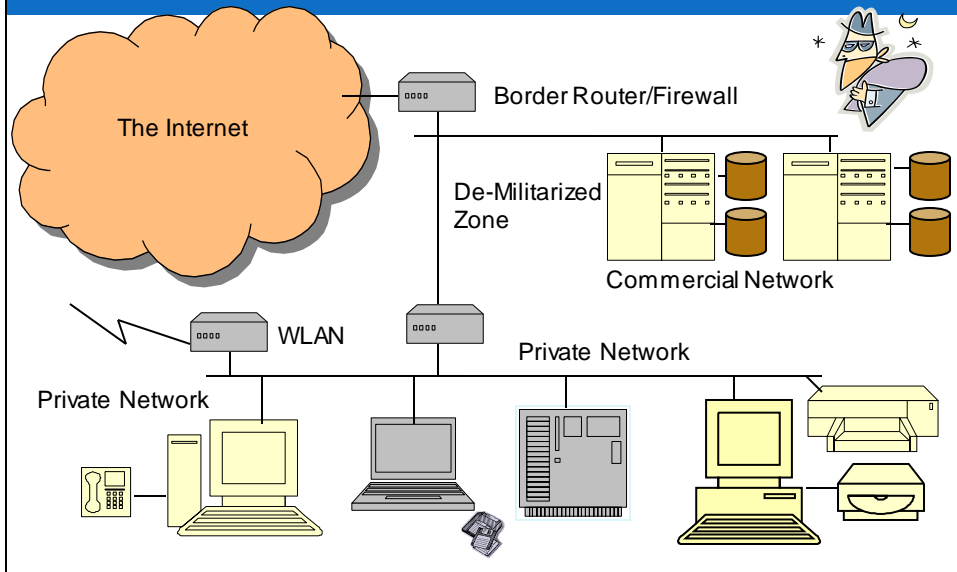 The Internet
Border Router/Firewall
De-Militarized
Zone
Commercial Network
WLAN
Private Network
Private Network